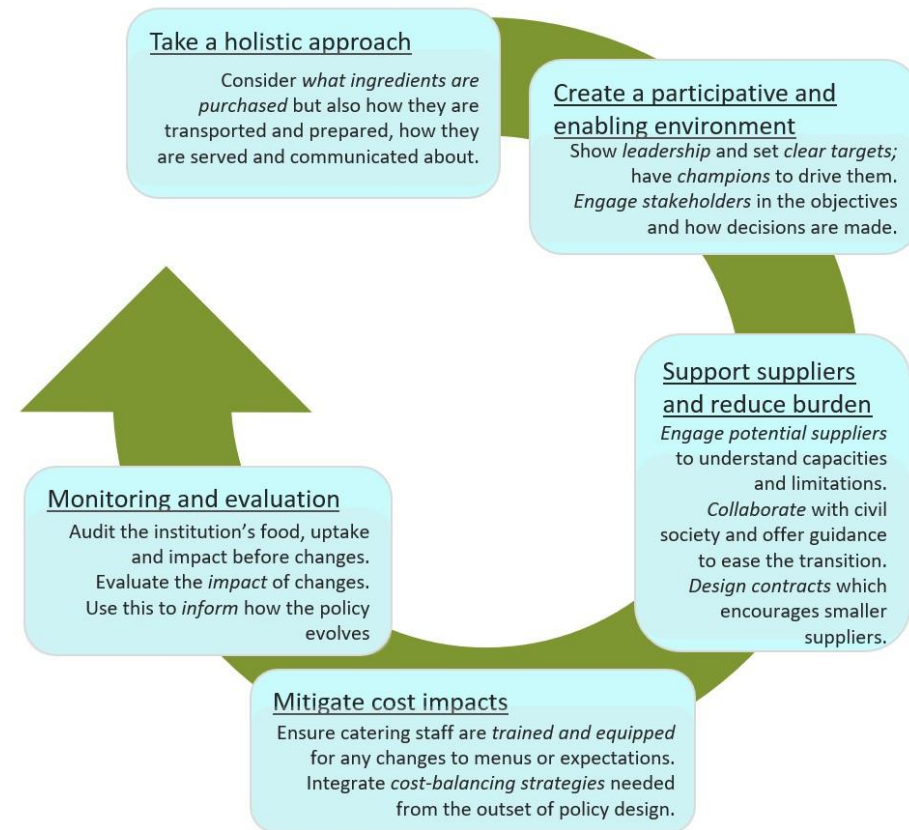 Take a holistic approach
Consider what ingredients are
purchased but also how they are
transported and prepared, how they
are served and communicated about.
Create a participative and
enabling environment
Show leadership and set clear targets;
have champions to drive them.
Engage stakeholders in the objectives
and how decisions are made.
Support suppliers
and reduce burden
Engage potential suppliers
to understand capacities
and limitations.
Collaborate with civil
society and offer guidance
to ease the transition.
Design contracts which
encourages smaller
suppliers.
Mitigate cost impacts
Ensure catering staff are trained and equipped
for any changes to menus or expectations.
Integrate cost-balancing strategies needed
from the outset of policy design.
Monitoring and evaluation
Audit the institution’s food, uptake
and impact before changes.
Evaluate the impact of changes.
Use this to inform how the policy
evolves